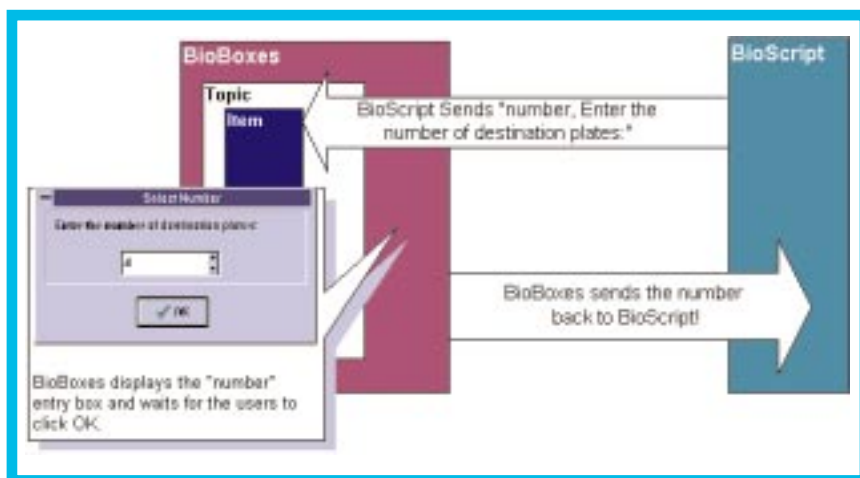 BioBoxes
BioScript
Topic
Item
BioScript Sends "number, Enter the
number of destination plates:"
Select Number
Enter the number of destination plates:
4
OK
BioBoxes sends the number
back to BioScript!
BioBoxes displays the "number"
entry box and waits for the users to
click OK.